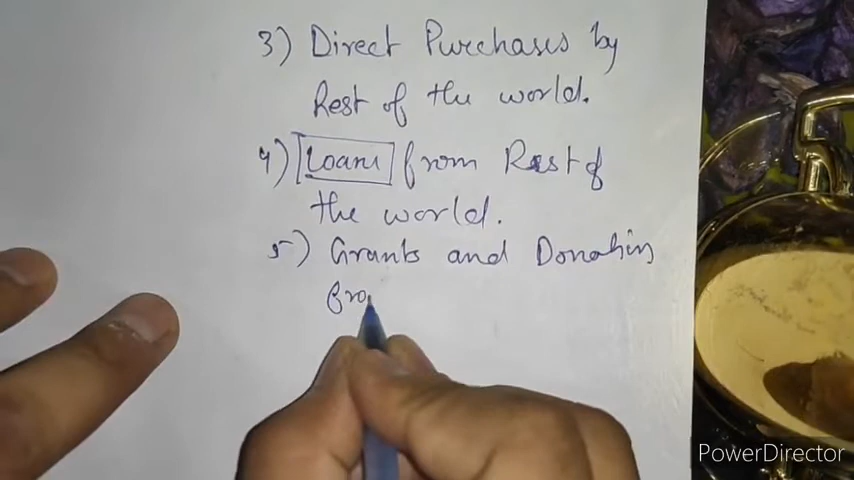 3) Direct Purchases by
Rest of the world.
4) Loans from Rest of
the world.
5) Grants and Donations
fro
PowerDirector